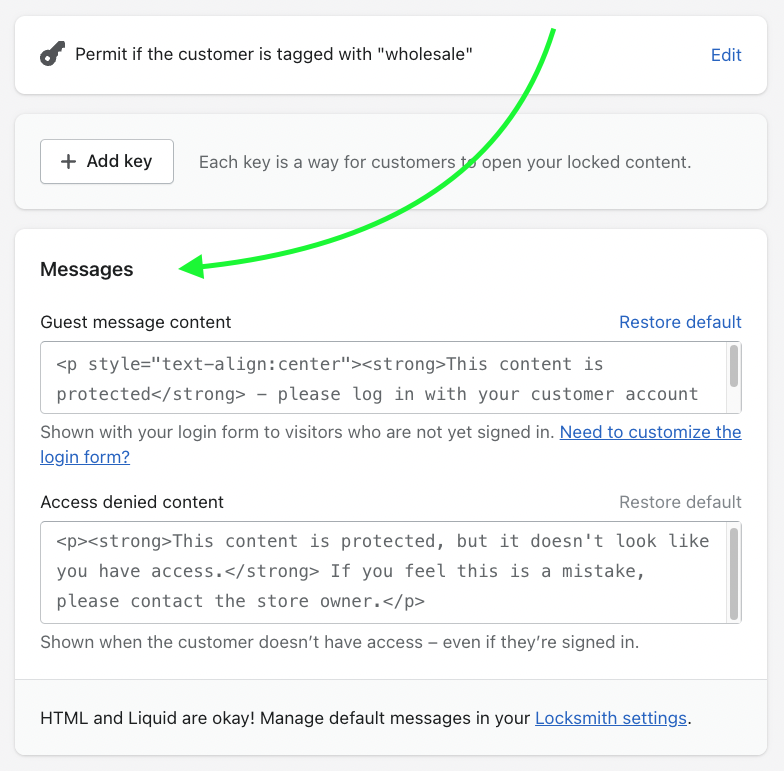 Permit if the customer is tagged with "wholesale"
Edit
+ Add key
Each key is a way for customers to open your locked content.
Messages
Guest message content
Restore default
<p style="text-align:center"><strong>This content is
protected</strong> – please log in with your customer account
Shown with your login form to visitors who are not yet signed in. Need to customize the
login form?
Access denied content
Restore default
<p><strong>This content is protected, but it doesn't look like
you have access.</strong> If you feel this is a mistake,
please contact the store owner.</p>
Shown when the customer doesn’t have access – even if they’re signed in.
HTML and Liquid are okay! Manage default messages in your Locksmith settings.